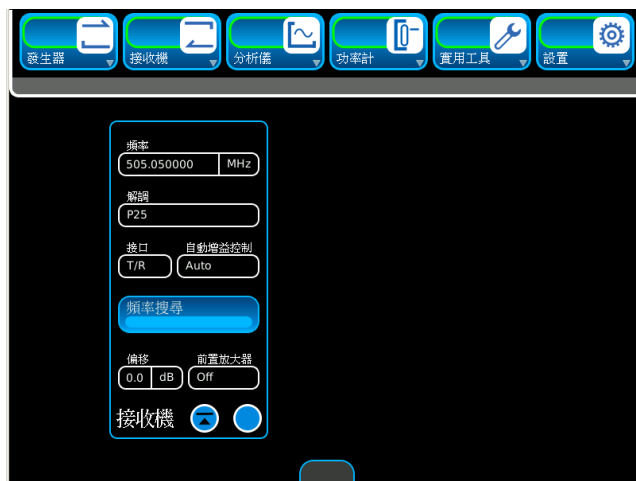 發生器 接收機 分析儀 功率計 實用工具 設置
頻率
505.050000 MHz
解調
P25
接口 自動增益控制
T/R Auto
頻率搜尋
偏移 前置放大器
0.0 dB Off
接收機